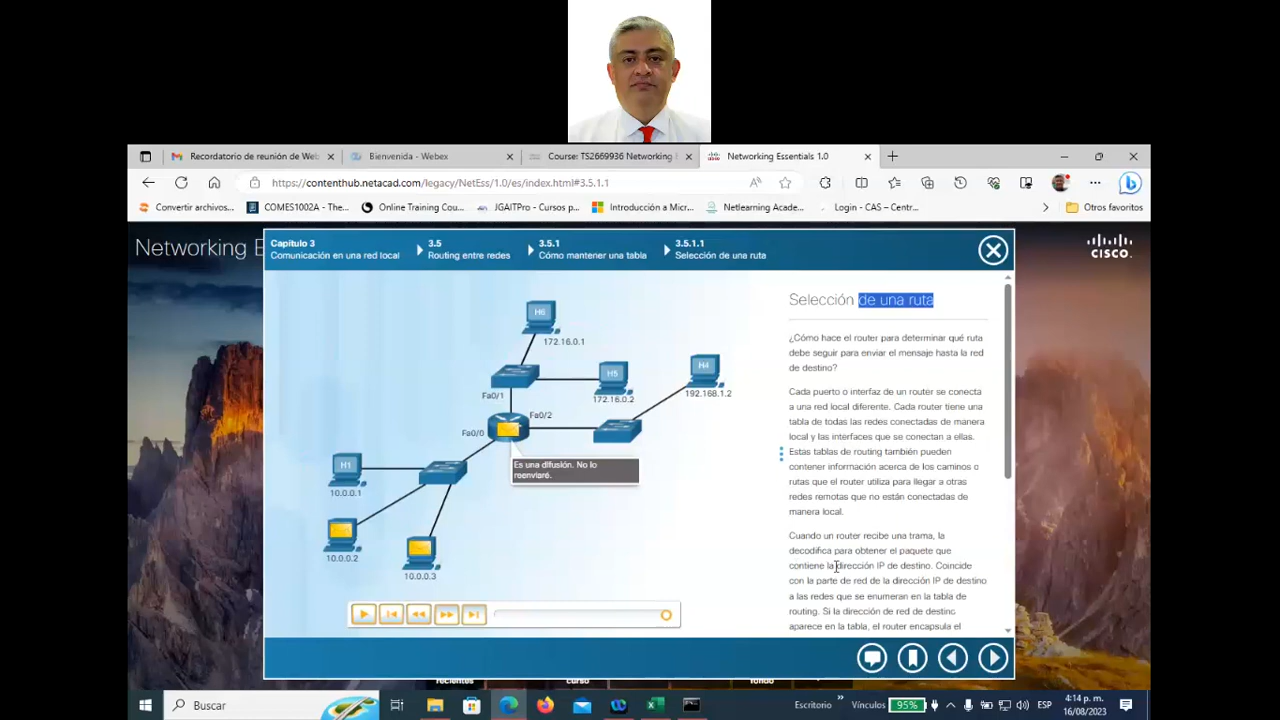 Recordatorio de reunión de Web
Bienvenida - Webex
Course: TS2669936 Networking E
Networking Essentials 1.0
https://contenthub.netacad.com/legacy/NetEss/1.0/es/index.html#3.5.1.1
Convertir archivos...
COMES1002A - The...
Online Training Cou...
JGAITPro - Cursos p...
Introducción a Micr...
Netlearning Acade...
Login - CAS – Centr...
Otros favoritos
Networking E
CISCO.
Capítulo 3
Comunicación en una red local
3.5
Routing entre redes
3.5.1
Cómo mantener una tabla
3.5.1.1
Selección de una ruta
H6
172.16.0.1
H5
172.16.0.2
H4
192.168.1.2
Fa0/1
Fa0/2
Fa0/0
Es una difusión. No lo
reenviaré.
H1
10.0.0.1
10.0.0.2
10.0.0.3
Selección de una ruta
¿Cómo hace el router para determinar qué ruta
debe seguir para enviar el mensaje hasta la red
de destino?
Cada puerto o interfaz de un router se conecta
a una red local diferente. Cada router tiene una
tabla de todas las redes conectadas de manera
local y las interfaces que se conectan a ellas.
Estas tablas de routing también pueden
contener información acerca de los caminos o
rutas que el router utiliza para llegar a otras
redes remotas que no están conectadas de
manera local.
Cuando un router recibe una trama, la
decodifica para obtener el paquete que
contiene la dirección IP de destino. Coincide
con la parte de red de la dirección IP de destino
a las redes que se enumeran en la tabla de
routing. Si la dirección de red de destino
aparece en la tabla, el router encapsula el
recientes
curso
fondo
Buscar
Escritorio
Vínculos
95%
ESP
4:14 p. m.
16/08/2023